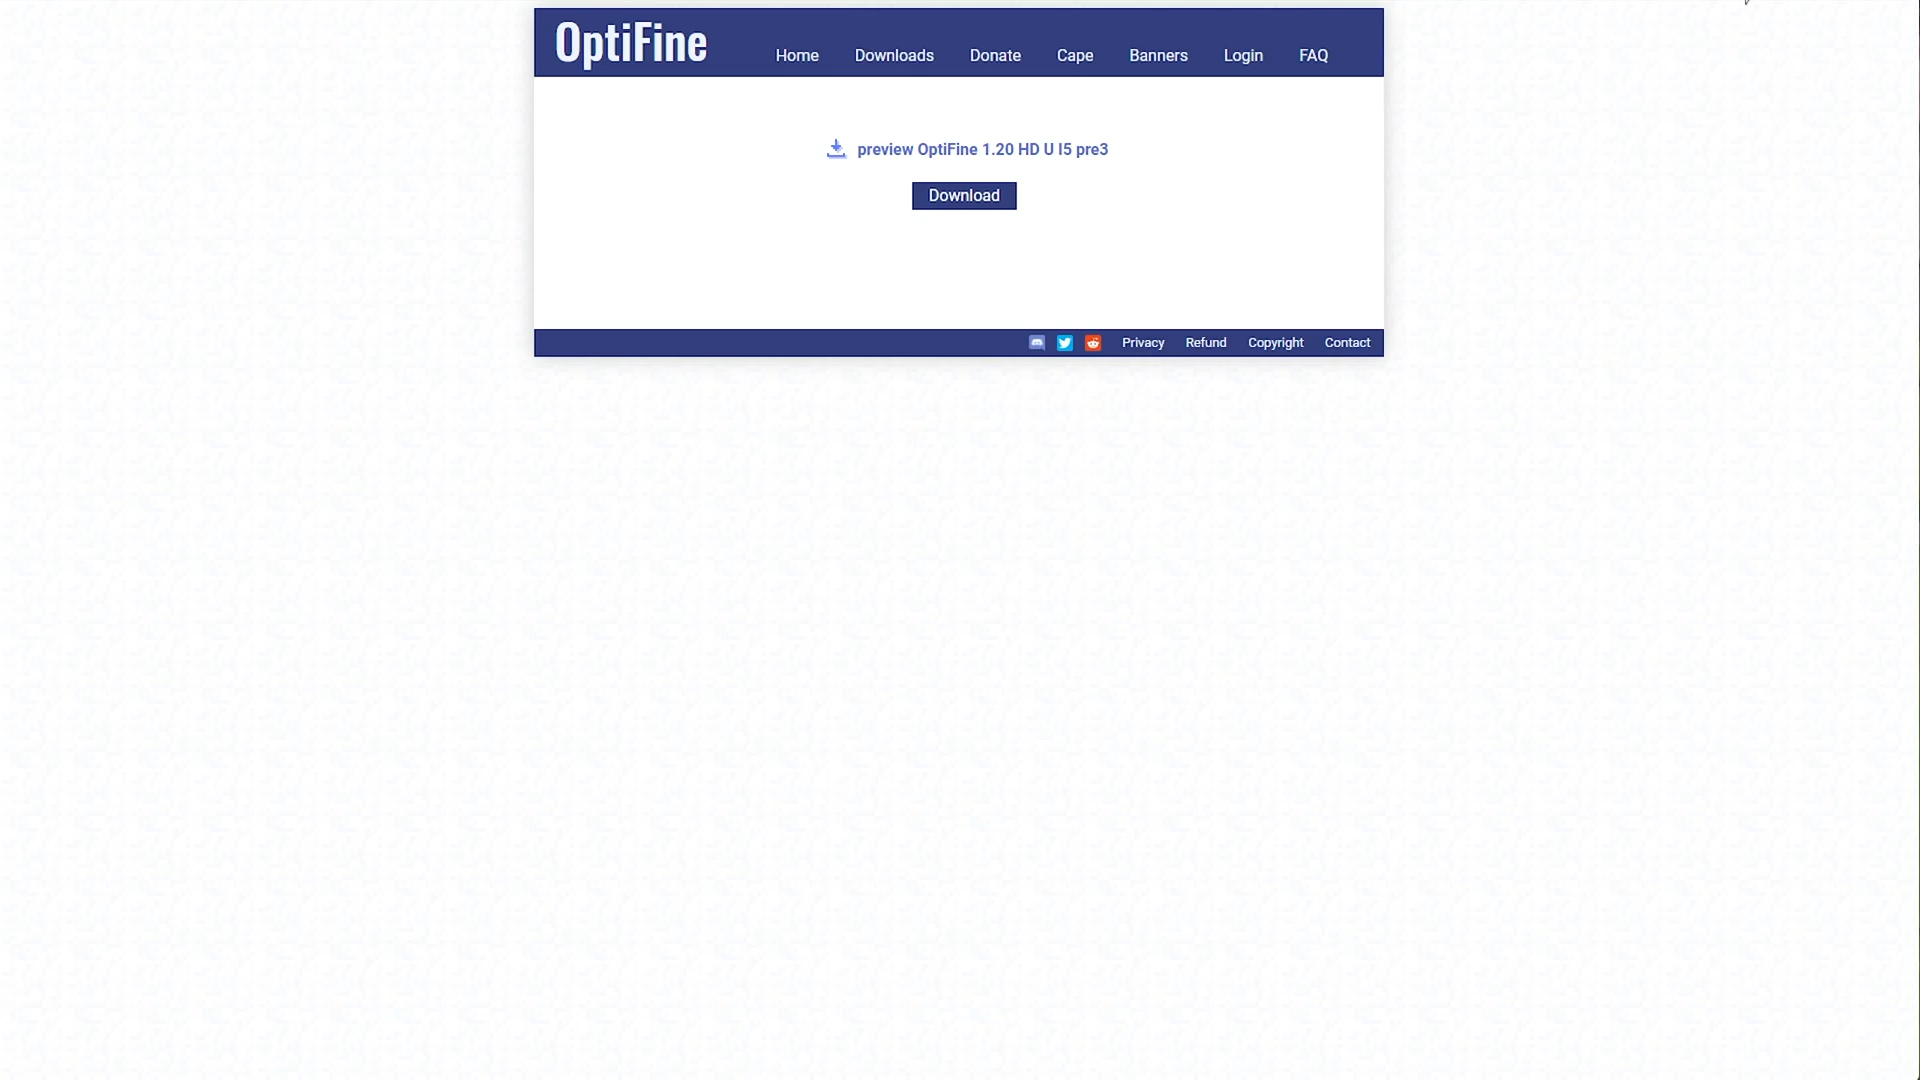 OptiFine
Home Downloads Donate Cape Banners Login FAQ
preview OptiFine 1.20 HD U I5 pre3
Download
Privacy Refund Copyright Contact